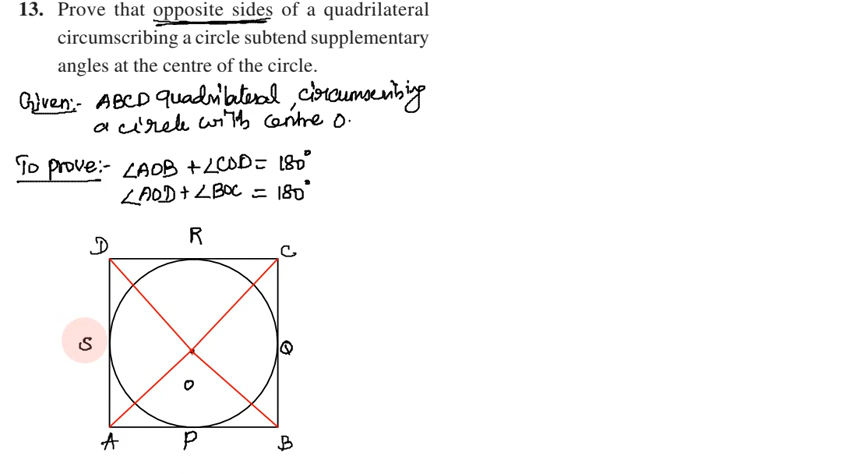 13. Prove that opposite sides of a quadrilateral
circumscribing a circle subtend supplementary
angles at the centre of the circle.
Given:- ABCD quadrilateral, circumscribing
a circle with centre O.
To prove:- ∠AOB + ∠COD = 180°
∠AOD + ∠BOC = 180°
D R C
S Q
O
A P B